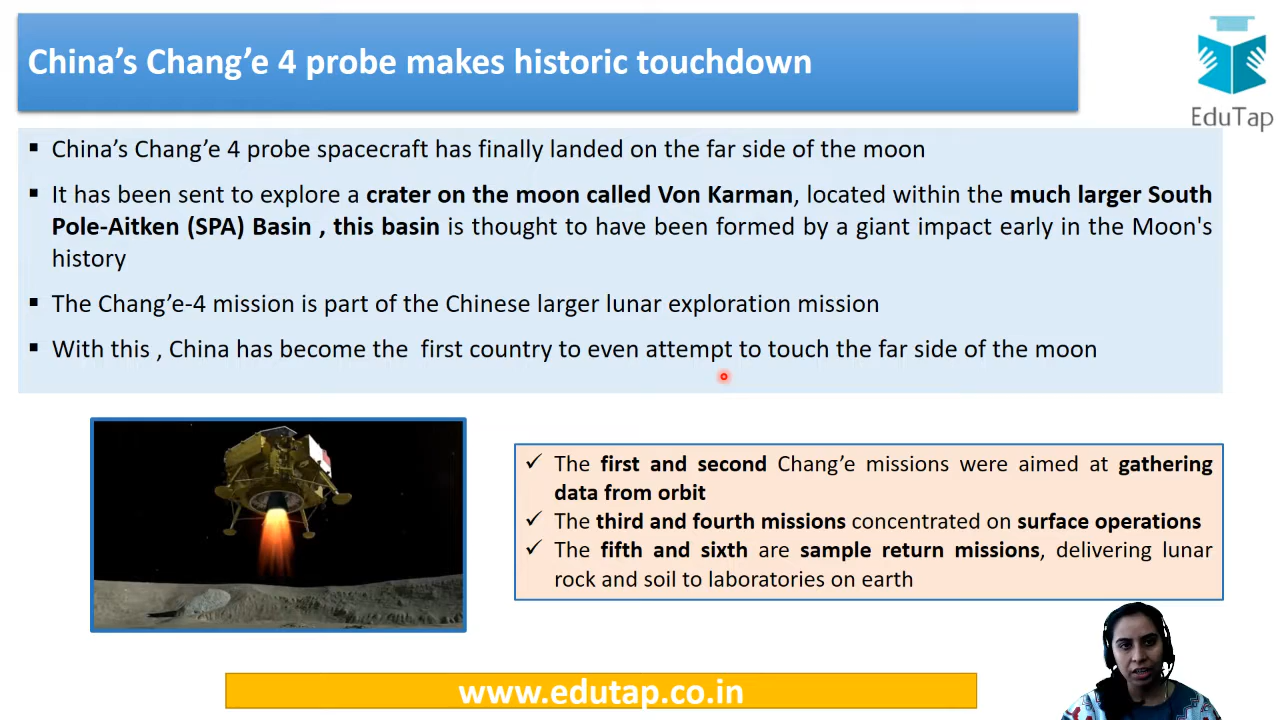 China’s Chang’e 4 probe makes historic touchdown
EduTap
▪ China’s Chang’e 4 probe spacecraft has finally landed on the far side of the moon
▪ It has been sent to explore a crater on the moon called Von Karman, located within the much larger South
Pole-Aitken (SPA) Basin , this basin is thought to have been formed by a giant impact early in the Moon's
history
▪ The Chang’e-4 mission is part of the Chinese larger lunar exploration mission
▪ With this , China has become the first country to even attempt to touch the far side of the moon
✓ The first and second Chang’e missions were aimed at gathering
data from orbit
✓ The third and fourth missions concentrated on surface operations
✓ The fifth and sixth are sample return missions, delivering lunar
rock and soil to laboratories on earth
www.edutap.co.in